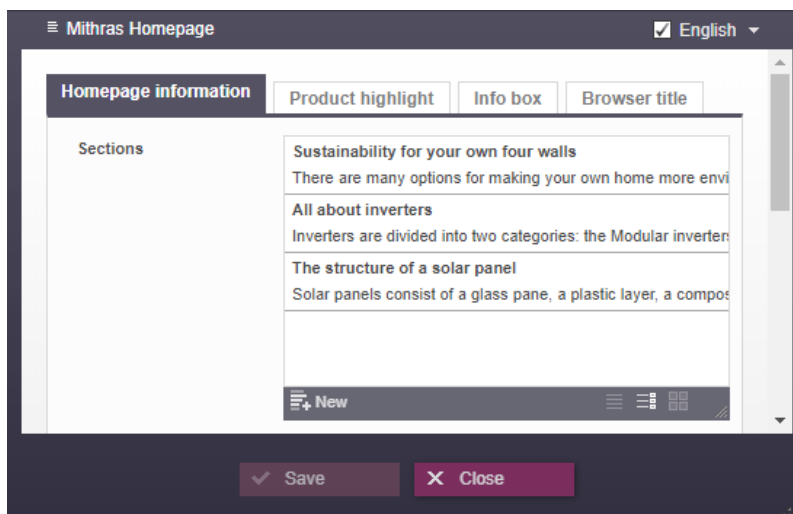 Mithras Homepage
English
Homepage information
Product highlight
Info box
Browser title
Sections
Sustainability for your own four walls
There are many options for making your own home more envi
All about inverters
Inverters are divided into two categories: the Modular inverter
The structure of a solar panel
Solar panels consist of a glass pane, a plastic layer, a compos
New
Save
Close